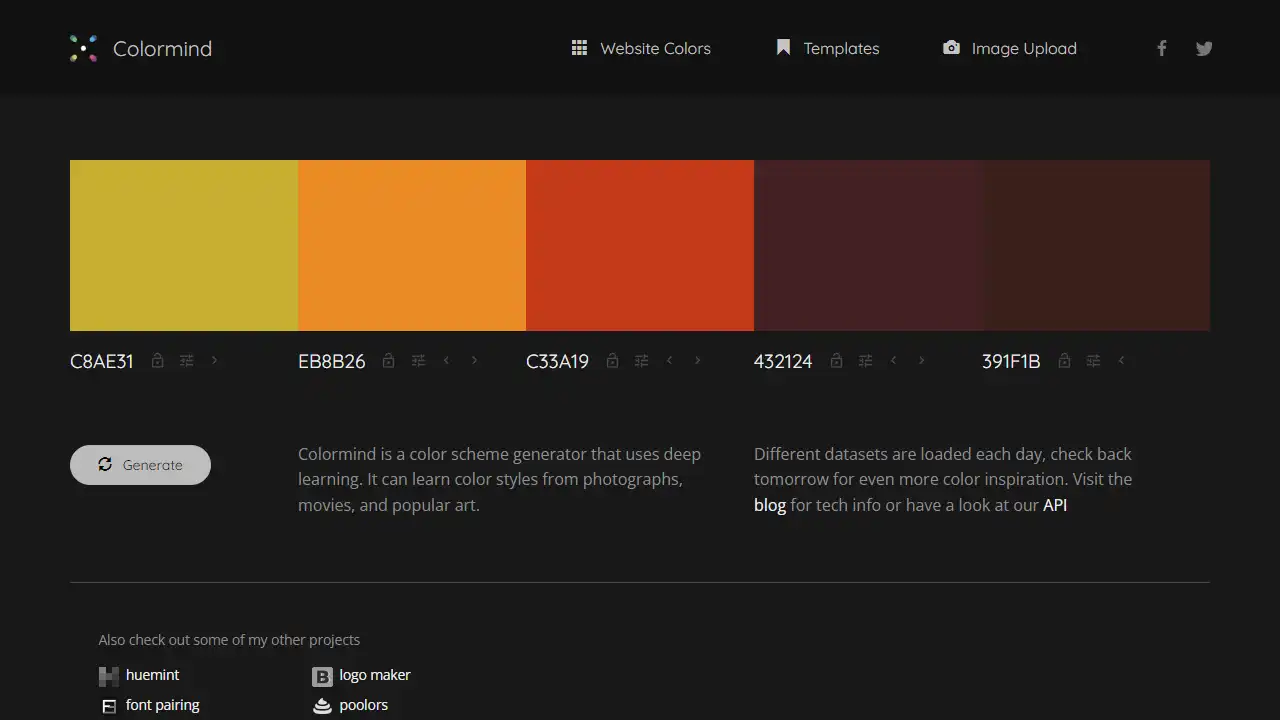 Colormind
Website Colors
Templates
Image Upload
C8AE31
EB8B26
C33A19
432124
391F1B
Generate
Colormind is a color scheme generator that uses deep
learning. It can learn color styles from photographs,
movies, and popular art.
Different datasets are loaded each day, check back
tomorrow for even more color inspiration. Visit the
blog for tech info or have a look at our API
Also check out some of my other projects
huemint
logo maker
font pairing
poolors